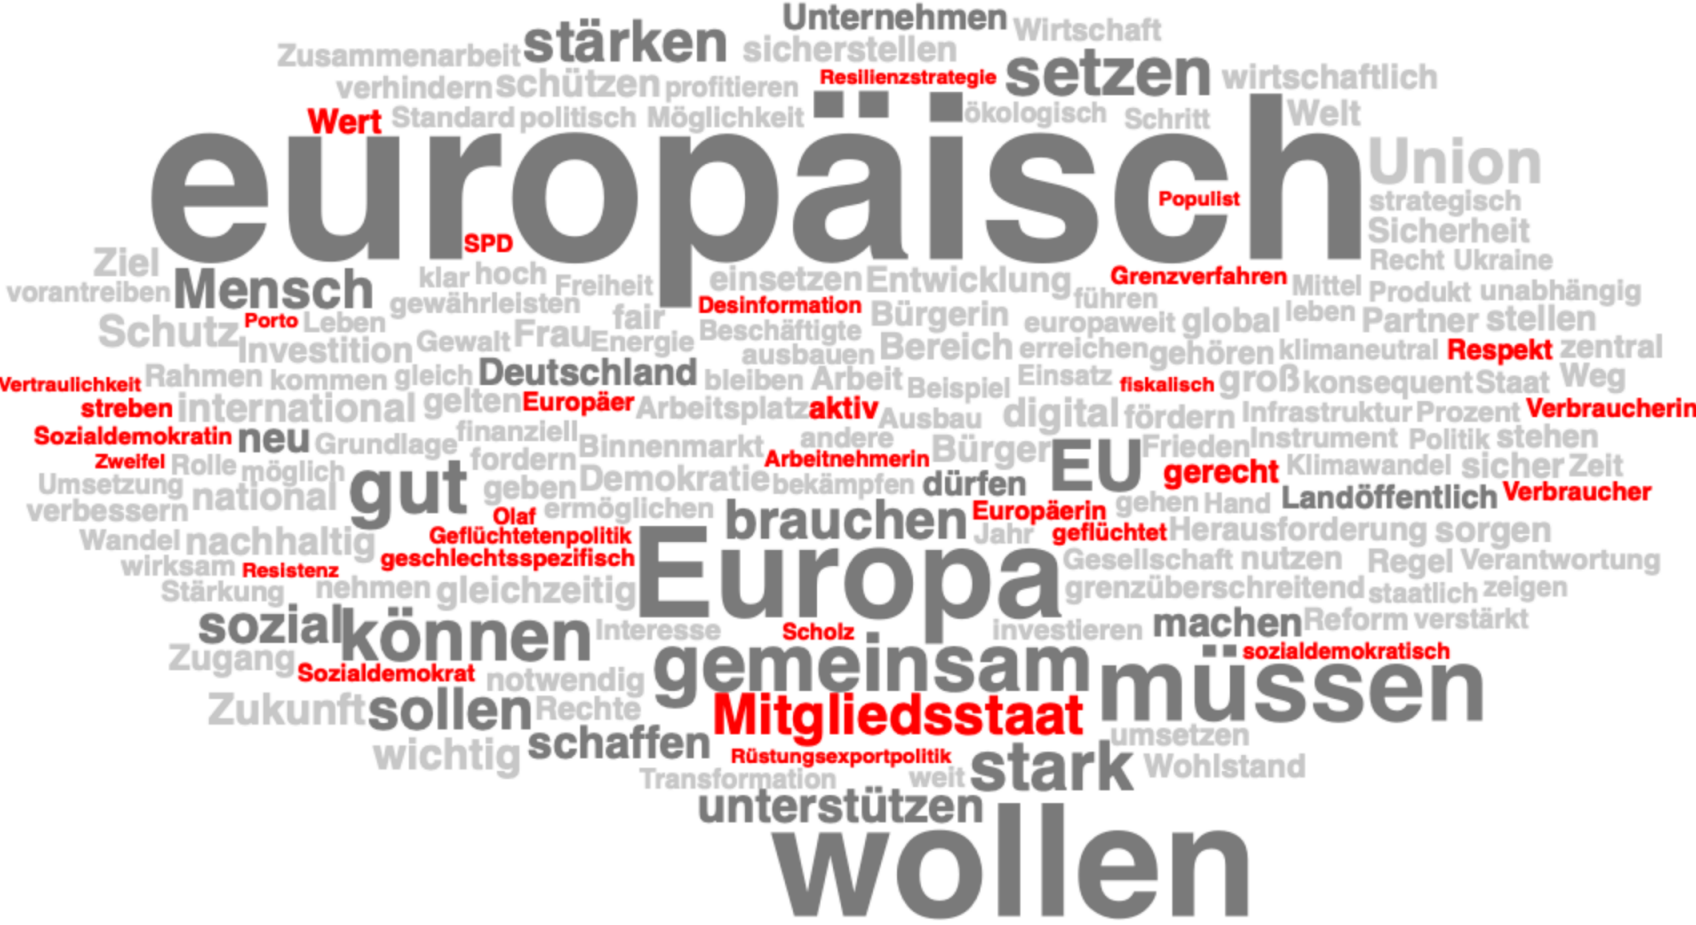 Unternehmen Wirtschaft
Zusammenarbeit stärken sicherstellen
verhindern schützen profitieren Resilienzstrategie setzen wirtschaftlich
Wert Standard politisch Möglichkeit ökologisch Schritt Welt
europäisch Union
Populist strategisch
SPD Sicherheit
Ziel klar hoch Freiheit einsetzen Entwicklung Grenzverfahren Recht Ukraine
vorantreiben Mensch gewährleisten Desinformation führen Mittel Produkt unabhängig
Schutz Porto Leben fair Beschäftigte Bürgerin europaweit global leben Partner stellen
Investition Gewalt Frau Energie ausbauen Bereich erreichen gehören klimaneutral Respekt zentral
Vertraulichkeit Rahmen kommen gleich Deutschland bleiben Arbeit Beispiel Einsatz fiskalisch groß konsequent Staat Weg
streben international gelten Europäer Arbeitsplatz aktiv Ausbau digital fördern Infrastruktur Prozent Verbraucherin
Sozialdemokratin neu Grundlage finanziell Binnenmarkt andere Bürger Frieden Instrument Politik stehen
Zweifel Rolle möglich fordern Arbeitnehmerin EU gerecht Klimawandel sicher Zeit
Umsetzung national gut geben Demokratie bekämpfen dürfen gehen Hand Landöffentlich Verbraucher
verbessern Olaf ermöglichen brauchen Europäerin
Wandel nachhaltig Geflüchtetenpolitik Jahr geflüchtet Herausforderung sorgen
wirksam Resistenz geschlechtsspezifisch Europa Gesellschaft nutzen Regel Verantwortung
Stärkung nehmen gleichzeitig grenzüberschreitend staatlich zeigen
sozial können Interesse Scholz investieren machen Reform verstärkt
Zugang Sozialdemokrat notwendig gemeinsam müssen sozialdemokratisch
Zukunft sollen Rechte Mitgliedsstaat
wichtig schaffen Rüstungsexportpolitik stark umsetzen
Transformation weit Wohlstand
unterstützen
wollen